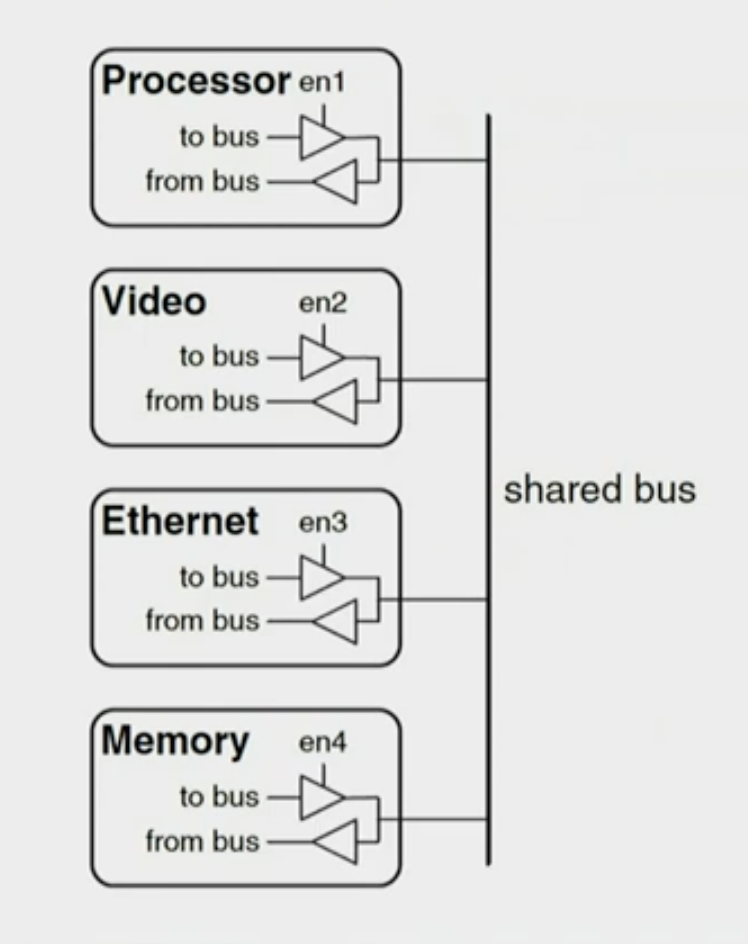 Processor en1
to bus
from bus
Video en2
to bus
from bus
shared bus
Ethernet en3
to bus
from bus
Memory en4
to bus
from bus